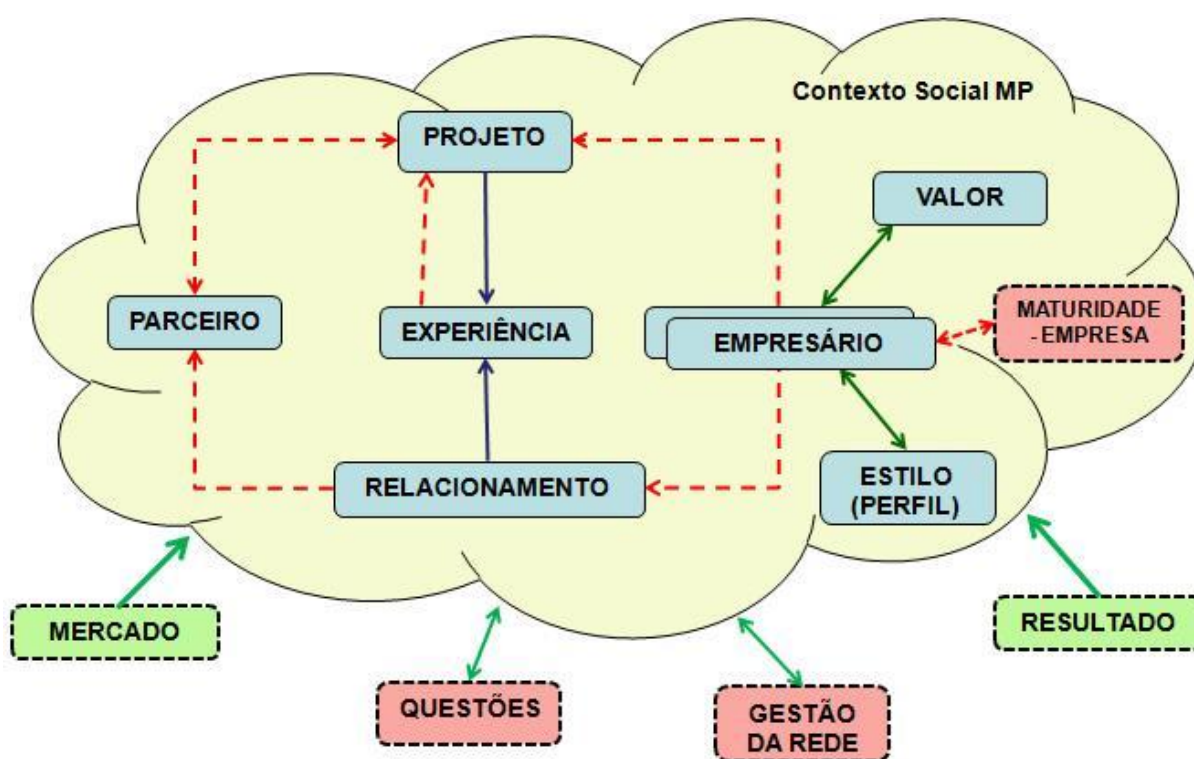 Contexto Social MP
PROJETO
VALOR
PARCEIRO
EXPERIÊNCIA
EMPRESÁRIO
MATURIDADE
- EMPRESA
RELACIONAMENTO
ESTILO
(PERFIL)
MERCADO
RESULTADO
QUESTÕES
GESTÃO
DA REDE